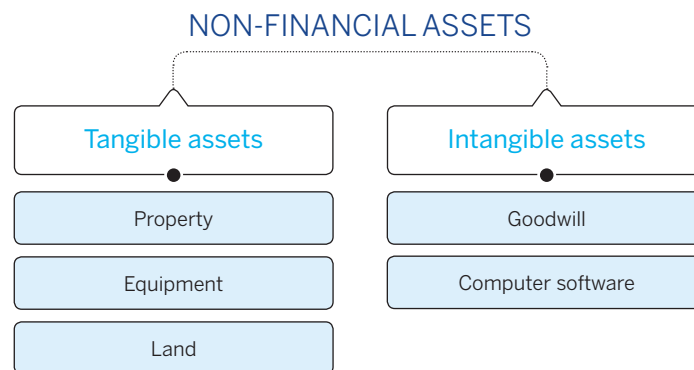 NON-FINANCIAL ASSETS
Tangible assets
Property
Equipment
Land
Intangible assets
Goodwill
Computer software